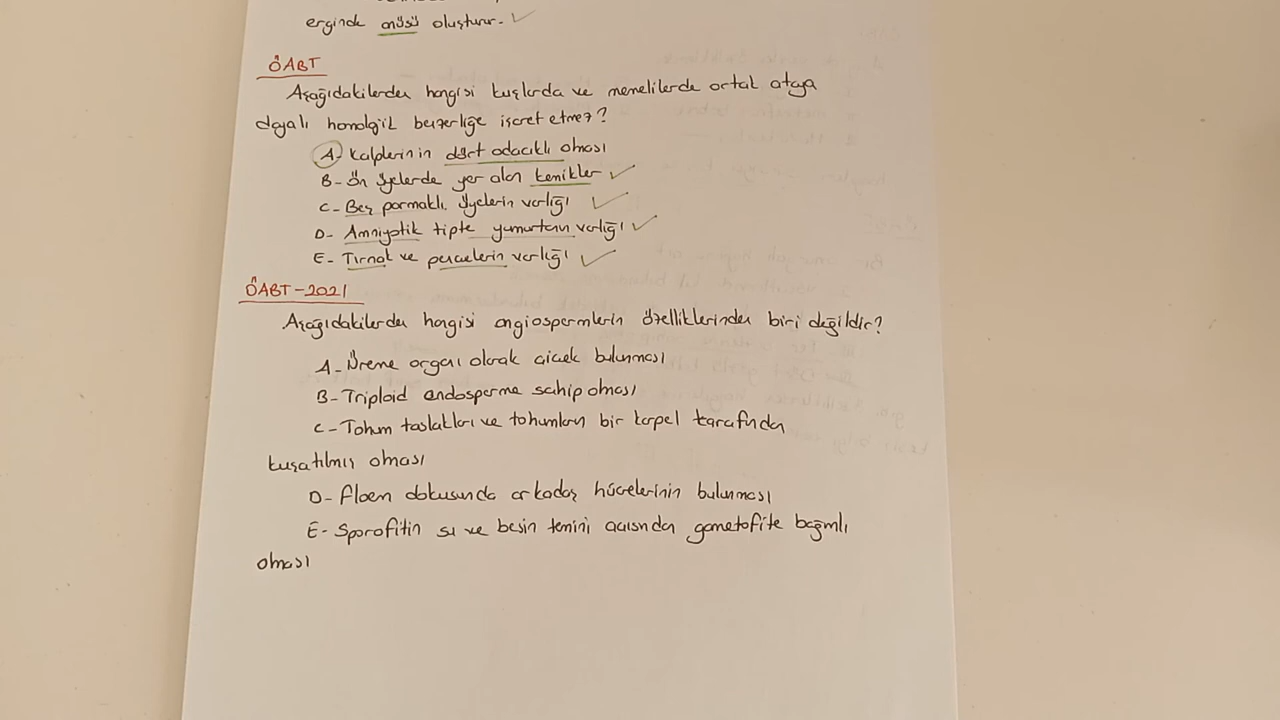 erginde ansüsü oluşturur.
ÖABT
Aşağıdakilerden hangisi kuşlarda ve memelilerde ortak ataya
dayalı homolojik benzerliğe işaret etmez?
A- Kalplerinin dört odacıklı olması
B- Ön üyelerde yer alan kemikler
C- Beş parmaklı üyelerin varlığı
D- Amniyotik tipte yumurtanın varlığı
E- Tırnak ve pençelerin varlığı
ÖABT-2021
Aşağıdakilerden hangisi angiospermlerin özelliklerinden biri değildir?
A- Üreme organı olarak çiçek bulunması
B- Triploid endosperme sahip olması
C- Tohum taslakları ve tohumların bir karpel tarafından
kuşatılmış olması
D- Floem dokusunda arkadaş hücrelerinin bulunması
E- Sporofitin su ve besin temini açısından gametofite bağımlı
olması